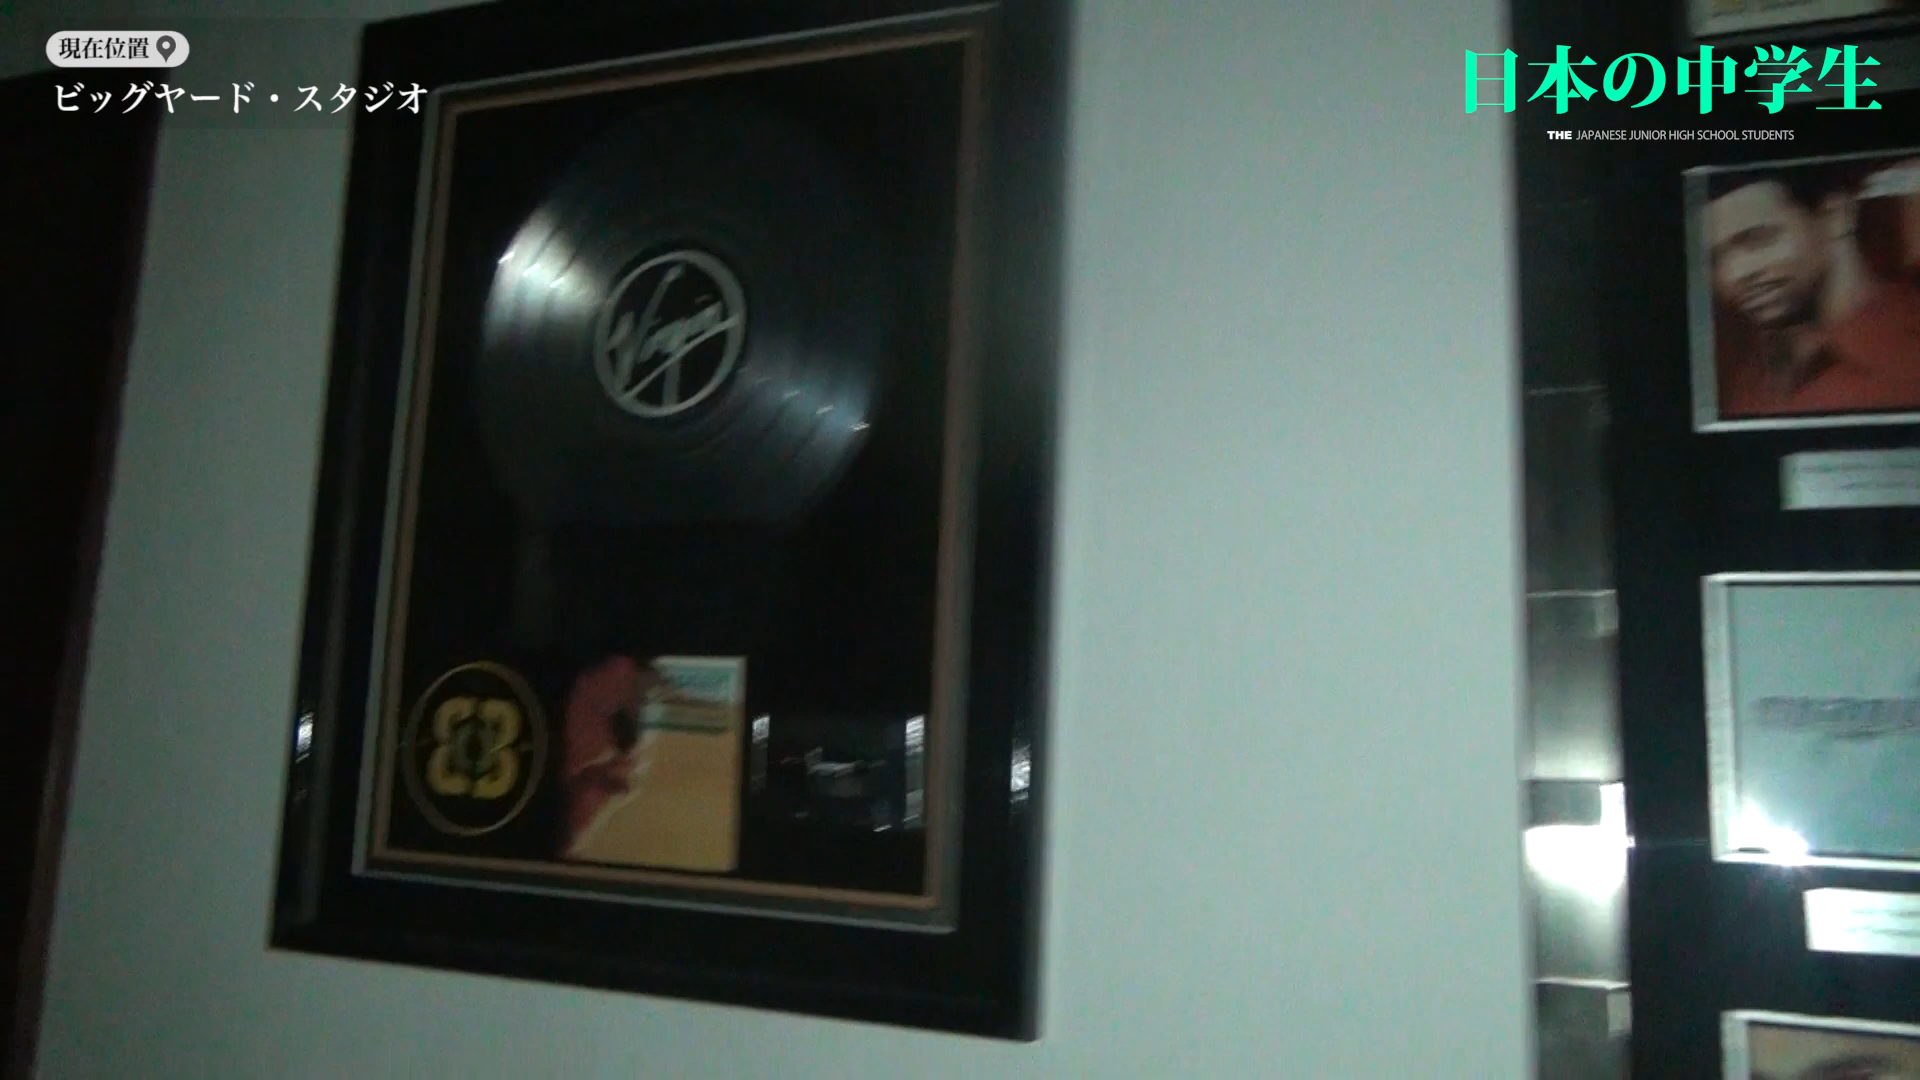 現在位置
ビッグヤード・スタジオ
日本の中学生
THE JAPANESE JUNIOR HIGH SCHOOL STUDENTS
Virgin